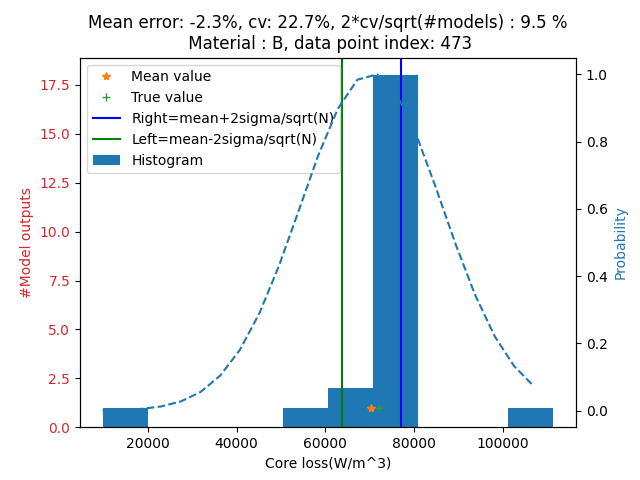 Mean error: -2.3%, cv: 22.7%, 2*cv/sqrt(#models) : 9.5 %
Material : B, data point index: 473
Mean value
True value
Right=mean+2sigma/sqrt(N)
Left=mean-2sigma/sqrt(N)
Histogram
17.5
15.0
12.5
10.0
7.5
5.0
2.5
0.0
#Model outputs
1.0
0.8
0.6
0.4
0.2
0.0
Probability
20000 40000 60000 80000 100000
Core loss(W/m^3)